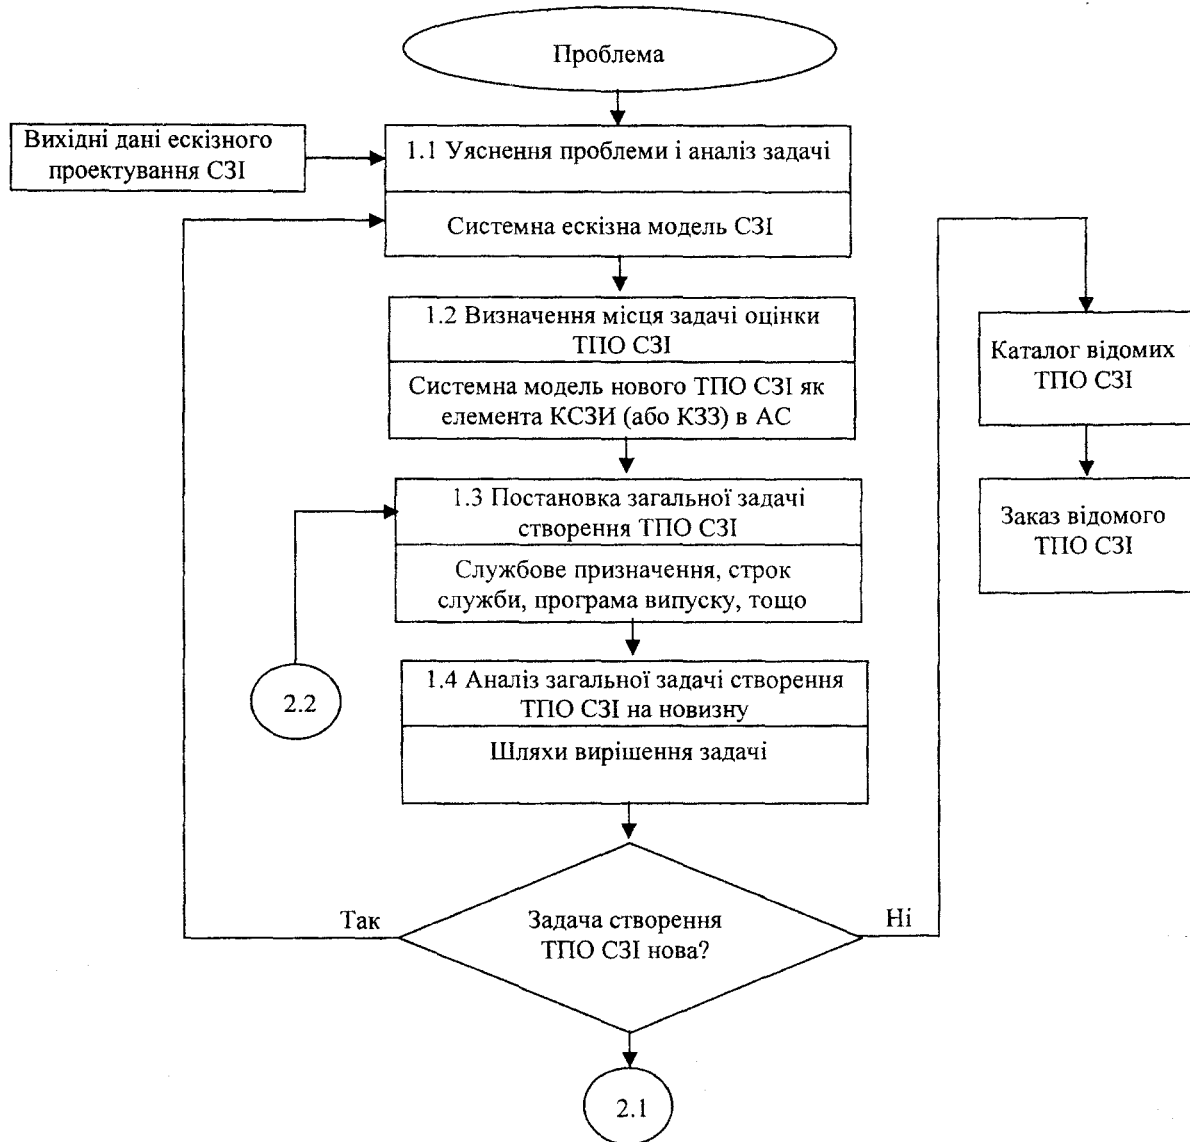 Проблема
Вихідні дані ескізного
проектування СЗІ
1.1 Уяснення проблеми і аналіз задачі
Системна ескізна модель СЗІ
1.2 Визначення місця задачі оцінки
ТПО СЗІ
Системна модель нового ТПО СЗІ як
елемента КСЗИ (або КЗЗ) в АС
Каталог відомих
ТПО СЗІ
1.3 Постановка загальної задачі
створення ТПО СЗІ
Службове призначення, строк
служби, програма випуску, тощо
Заказ відомого
ТПО СЗІ
2.2
1.4 Аналіз загальної задачі створення
ТПО СЗІ на новизну
Шляхи вирішення задачі
Так
Задача створення
ТПО СЗІ нова?
Ні
2.1